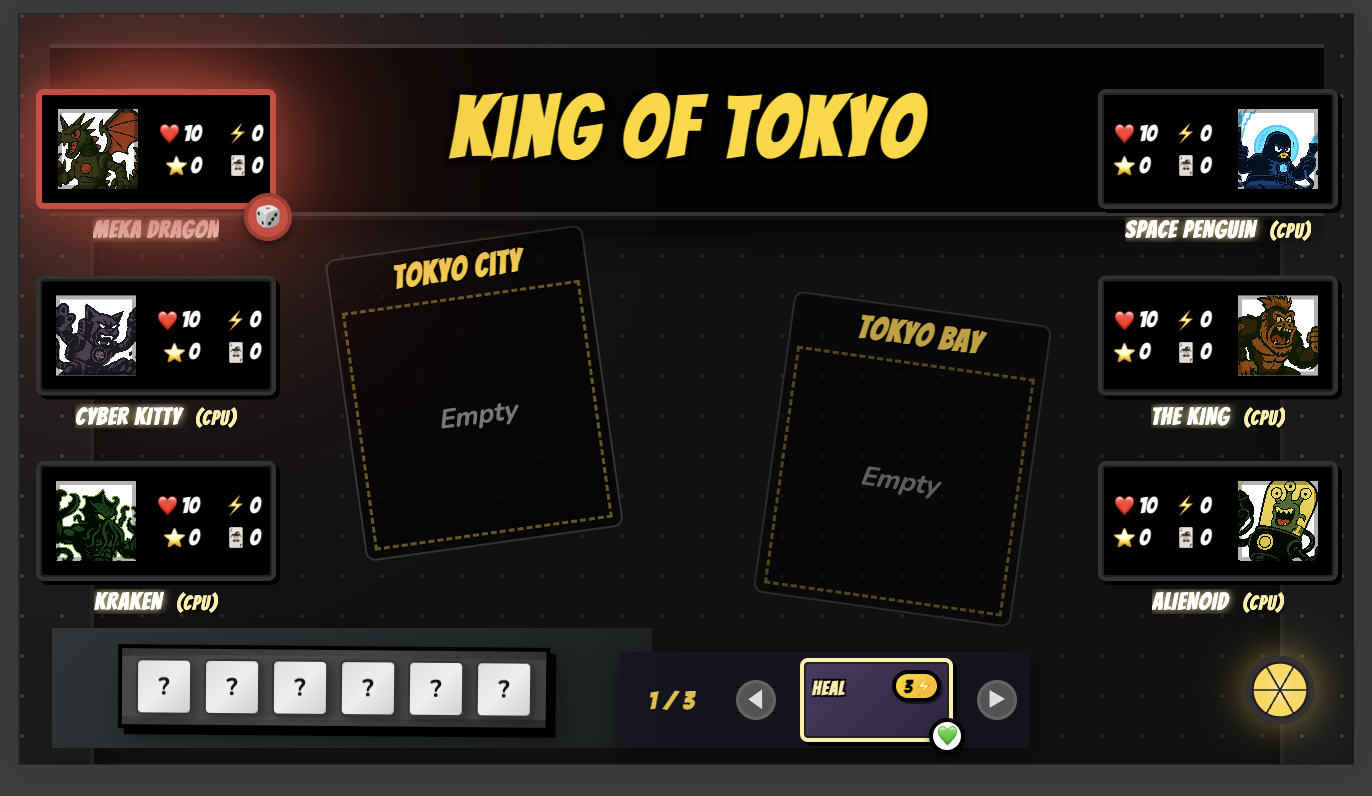 KING OF TOKYO
10 0
0 0
MEKA DRAGON
10 0
0 0
CYBER KITTY (CPU)
10 0
0 0
KRAKEN (CPU)
TOKYO CITY
Empty
TOKYO BAY
Empty
10 0
0 0
SPACE PENGUIN (CPU)
10 0
0 0
THE KING (CPU)
10 0
0 0
ALIENOID (CPU)
? ? ? ? ? ?
1 / 3
HEAL 3